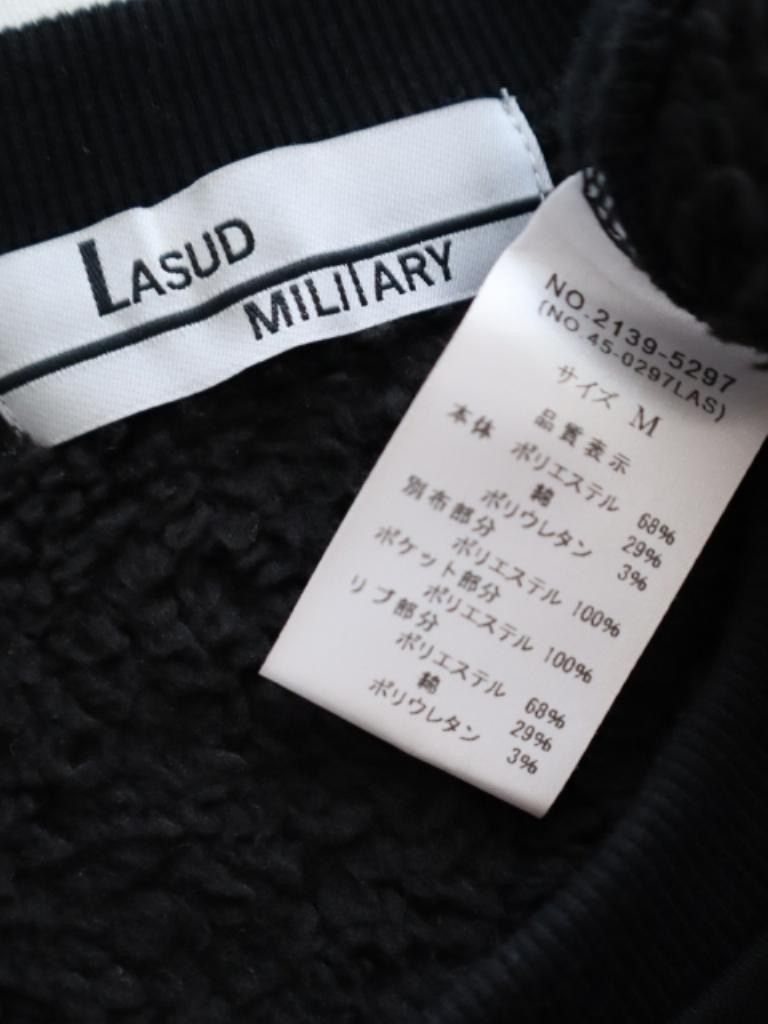 LASUD
MILITARY
NO-2139-5297
(NO.45-0297LAS)
サイズ M
品質表示
本体 ポリエステル 68%
綿 29%
ポリウレタン 3%
別布部分
ポリエステル 100%
ポケット部分
ポリエステル 100%
リブ部分
ポリエステル 68%
綿 29%
ポリウレタン 3%